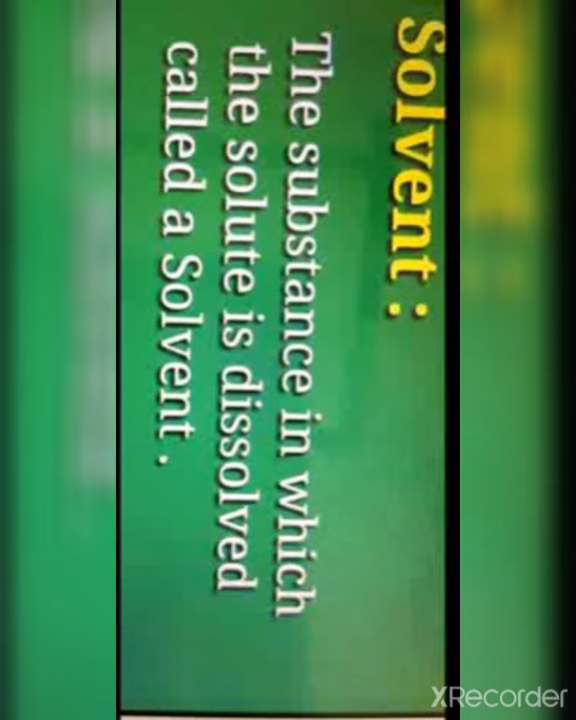 Solvent :
The substance in which
the solute is dissolved
called a Solvent .
XRecorder